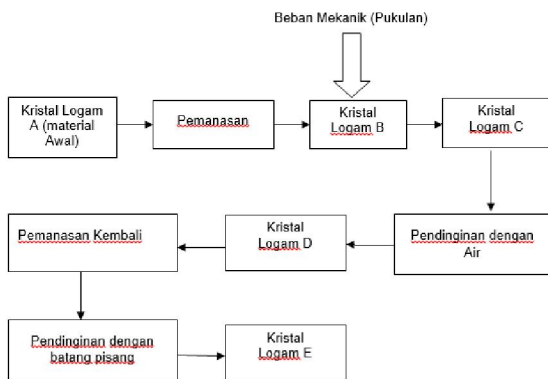 Beban Mekanik (Pukulan)
Kristal Logam
A (material
Awal)
Pemanasan
Kristal
Logam B
Kristal
Logam C
Pendinginan dengan
Air
Kristal
Logam D
Pemanasan Kembali
Pendinginan dengan
batang pisang
Kristal
Logam E